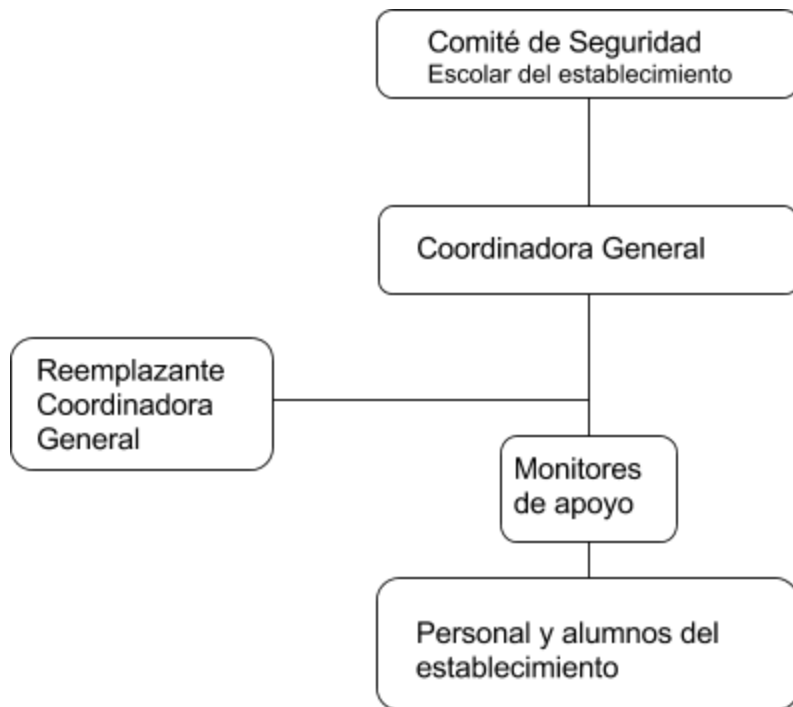 Comité de Seguridad
Escolar del establecimiento
Coordinadora General
Reemplazante
Coordinadora
General
Monitores
de apoyo
Personal y alumnos del
establecimiento